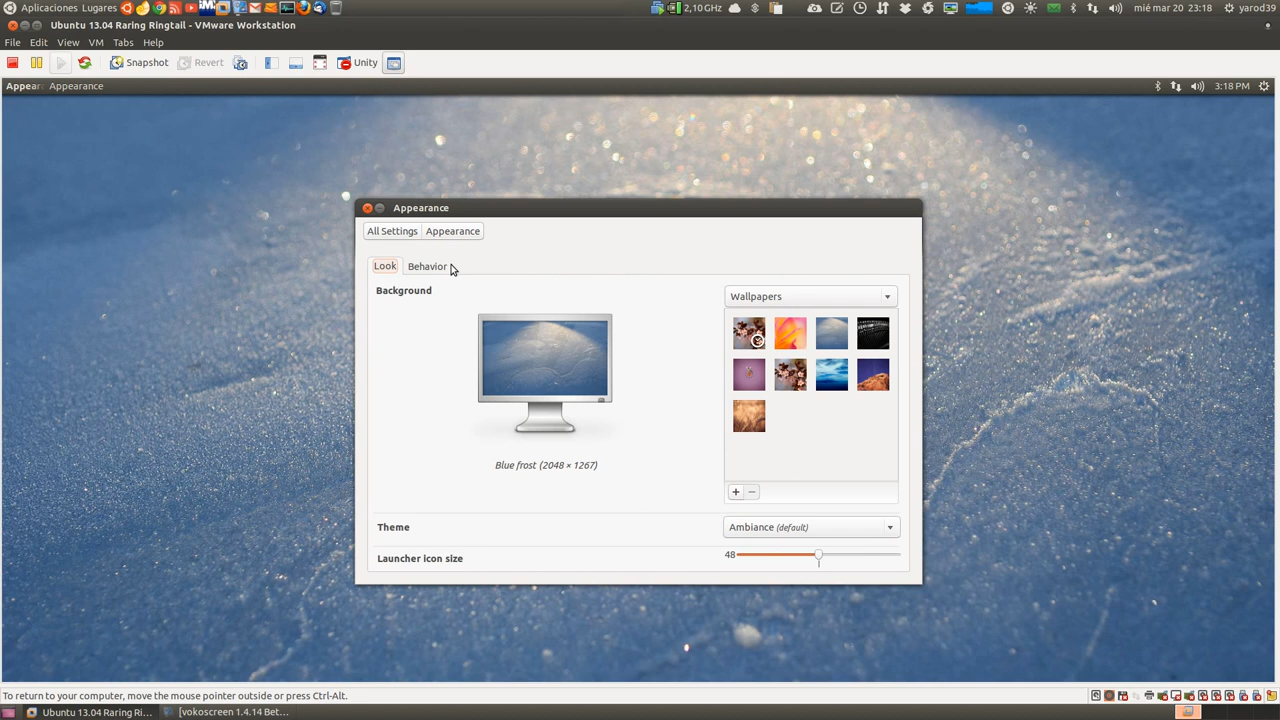 Aplicaciones Lugares
2,10 GHz
mié mar 20 23:18
yarod39
Ubuntu 13.04 Raring Ringtail - VMware Workstation
File Edit View VM Tabs Help
Snapshot Revert Unity
Appear Appearance
3:18 PM
Appearance
All Settings Appearance
Look Behavior
Background
Wallpapers
Blue frost (2048 × 1267)
Theme
Ambiance (default)
Launcher icon size
48
To return to your computer, move the mouse pointer outside or press Ctrl-Alt.
Ubuntu 13.04 Raring Ri... [vokoscreen 1.4.14 Bet...